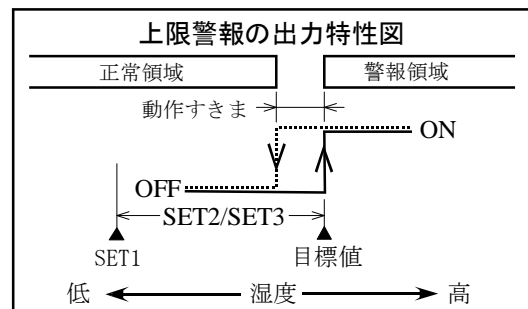 上限警報の出力特性図
正常領域
警報領域
動作すきま
ON
OFF
SET2/SET3
SET1
目標値
低
湿度
高